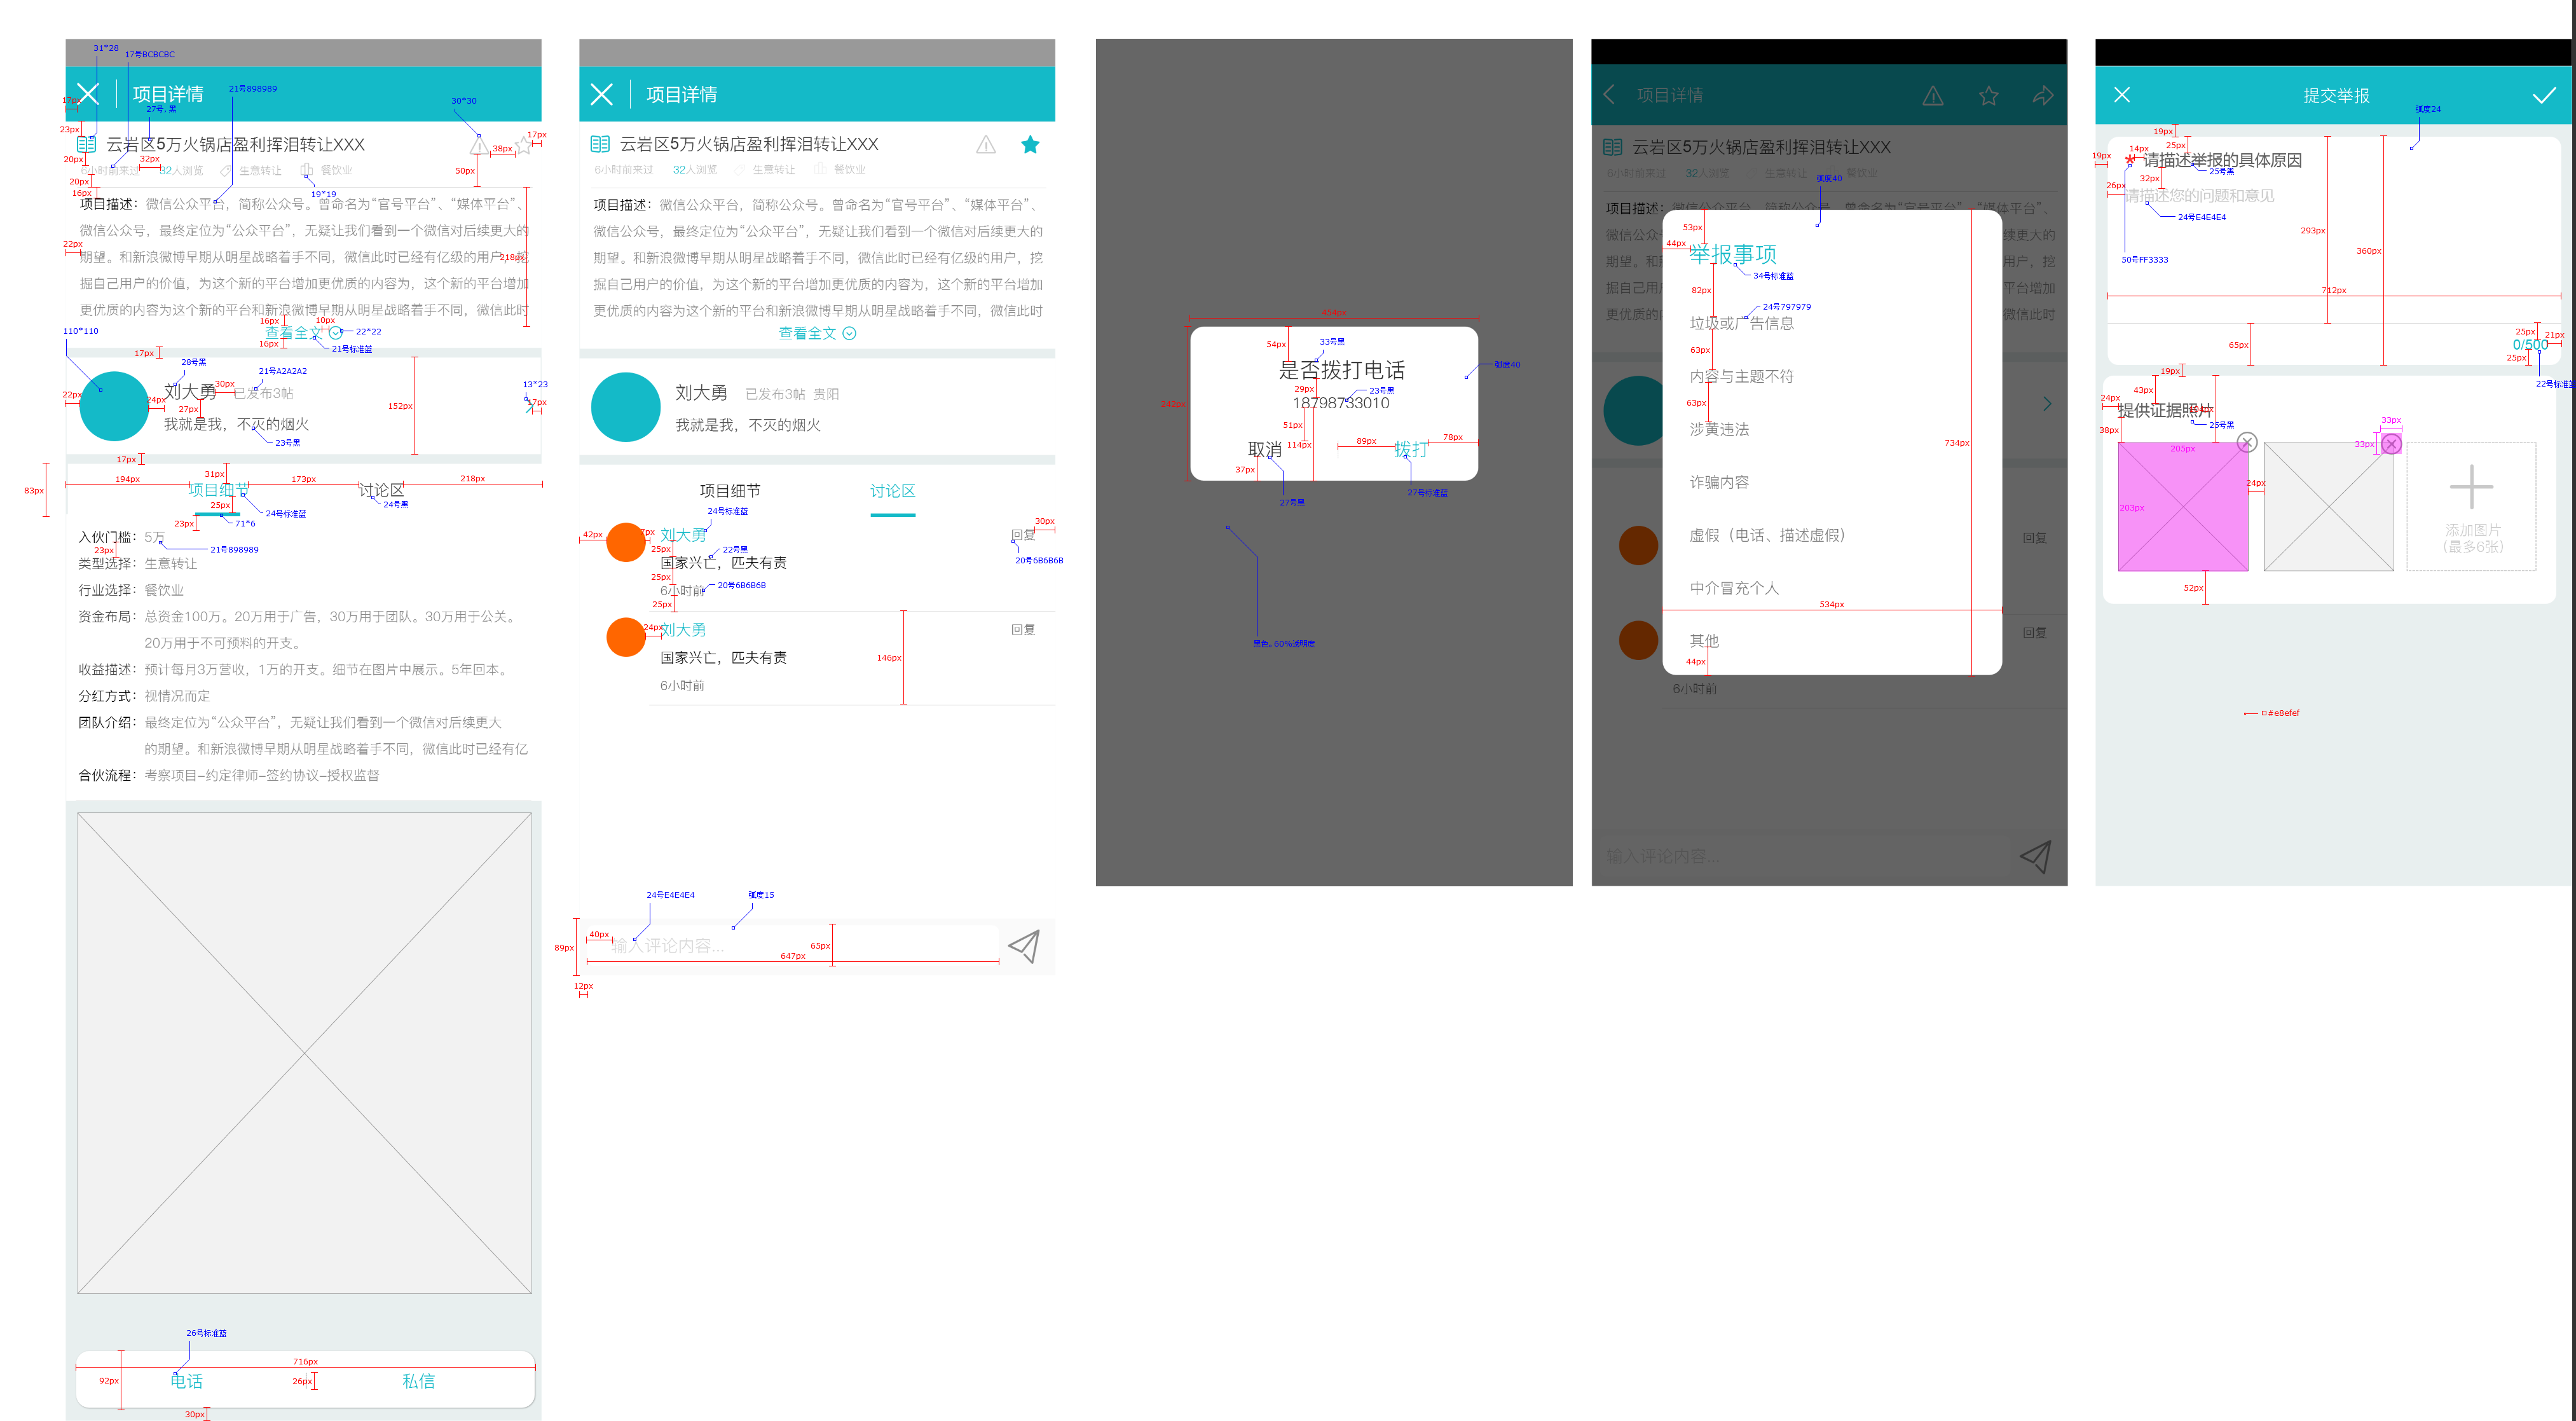 31*28
17号BCBCBC
21号898989
30*30
17px
项目详情
27号，黑
23px
云岩区5万火锅店盈利挥泪转让XXX
17px
38px
20px
32px
6小时前来过 32人浏览 生意转让 餐饮业
50px
20px
16px
19*19
项目描述：微信公众平台，简称公众号。曾命名为“官号平台”、“媒体平台”、
微信公众号，最终定位为“公众平台”，无疑让我们看到一个微信对后续更大的
22px
期望。和新浪微博早期从明星战略着手不同，微信此时已经有亿级的用户，挖
218px
掘自己用户的价值，为这个新的平台增加更优质的内容为，这个新的平台增加
更优质的内容为这个新的平台和新浪微博早期从明星战略着手不同，微信此时
16px
10px
110*110
查看全文
22*22
16px
21号标准蓝
17px
28号黑
21号A2A2A2
30px
13*23
22px
刘大勇 已发布3帖
24px
27px
152px
17px
我就是我，不灭的烟火
23号黑
17px
31px
83px
194px
173px
218px
项目细节 讨论区
25px
24号标准蓝
24号黑
23px
71*6
入伙门槛：5万
23px
21号898989
类型选择：生意转让
行业选择：餐饮业
资金布局：总资金100万。20万用于广告，30万用于团队。30万用于公关。
20万用于不可预料的开支。
收益描述：预计每月3万营收，1万的开支。细节在图片中展示。5年回本。
分红方式：视情况而定
团队介绍：最终定位为“公众平台”，无疑让我们看到一个微信对后续更大
的期望。和新浪微博早期从明星战略着手不同，微信此时已经有亿
合伙流程：考察项目–约定律师–签约协议–授权监督
26号标准蓝
716px
92px
电话
26px
私信
30px
项目详情
云岩区5万火锅店盈利挥泪转让XXX
6小时前来过 32人浏览 生意转让 餐饮业
项目描述：微信公众平台，简称公众号。曾命名为“官号平台”、“媒体平台”、
微信公众号，最终定位为“公众平台”，无疑让我们看到一个微信对后续更大的
期望。和新浪微博早期从明星战略着手不同，微信此时已经有亿级的用户，挖
掘自己用户的价值，为这个新的平台增加更优质的内容为，这个新的平台增加
更优质的内容为这个新的平台和新浪微博早期从明星战略着手不同，微信此时
查看全文
刘大勇 已发布3帖 贵阳
我就是我，不灭的烟火
项目细节 讨论区
24号标准蓝
30px
42px
刘大勇
回复
25px
22号黑
国家兴亡，匹夫有责
20号6B6B6B
25px
20号6B6B6B
6小时前
25px
24px
刘大勇
回复
国家兴亡，匹夫有责
146px
6小时前
24号E4E4E4
弧度15
40px
89px
输入评论内容...
65px
647px
12px
454px
54px
33号黑
是否拨打电话
弧度40
29px
23号黑
18798733010
242px
51px
114px
89px
78px
取消
拨打
37px
27号黑
27号标准蓝
黑色。60%透明度
项目详情
云岩区5万火锅店盈利挥泪转让XXX
6小时前来过 32人浏览 生意转让 餐饮业
弧度40
项目描述：微信公众平台，简称公众号。曾命名为“官号平台”、“媒体平台”、
53px
微信公众
续更大的
44px
举报事项
期望。和
用户，挖
34号标准蓝
掘自己用
平台增加
82px
24号797979
更优质的
信此时
垃圾或广告信息
63px
内容与主题不符
63px
涉黄违法
734px
诈骗内容
虚假（电话、描述虚假）
回复
中介冒充个人
534px
回复
其他
44px
6小时前
输入评论内容...
提交举报
弧度24
19px
25px
14px
19px
* 请描述举报的具体原因
25号黑
32px
26px
请描述您的问题和意见
24号E4E4E4
293px
360px
50号FF3333
712px
25px
21px
65px
0/500
25px
19px
22号标准蓝
43px
24px
提供证据照片
38px
25号黑
33px
33px
205px
24px
203px
添加图片
（最多6张）
52px
#e8efef